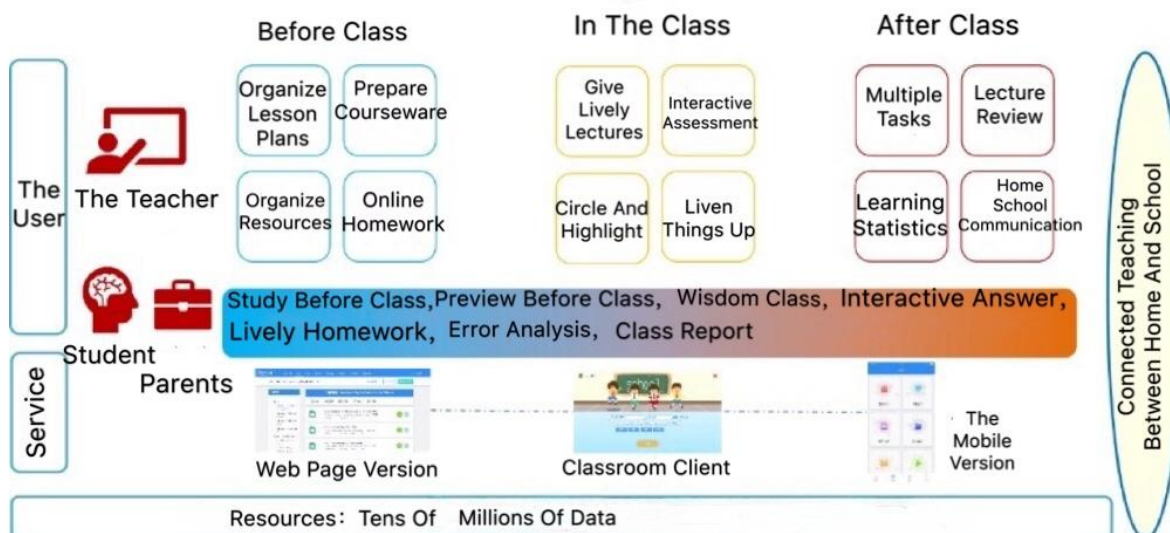 Before Class
In The Class
After Class
The
User
The Teacher
Organize
Lesson
Plans
Prepare
Courseware
Organize
Resources
Online
Homework
Give
Lively
Lectures
Interactive
Assessment
Circle And
Highlight
Liven
Things Up
Multiple
Tasks
Lecture
Review
Learning
Statistics
Home
School
Communication
Student
Parents
Study Before Class, Preview Before Class, Wisdom Class, Interactive Answer,
Lively Homework, Error Analysis, Class Report
Service
Web Page Version
school
Classroom Client
The
Mobile
Version
Connected Teaching
Between Home And School
Resources: Tens Of Millions Of Data